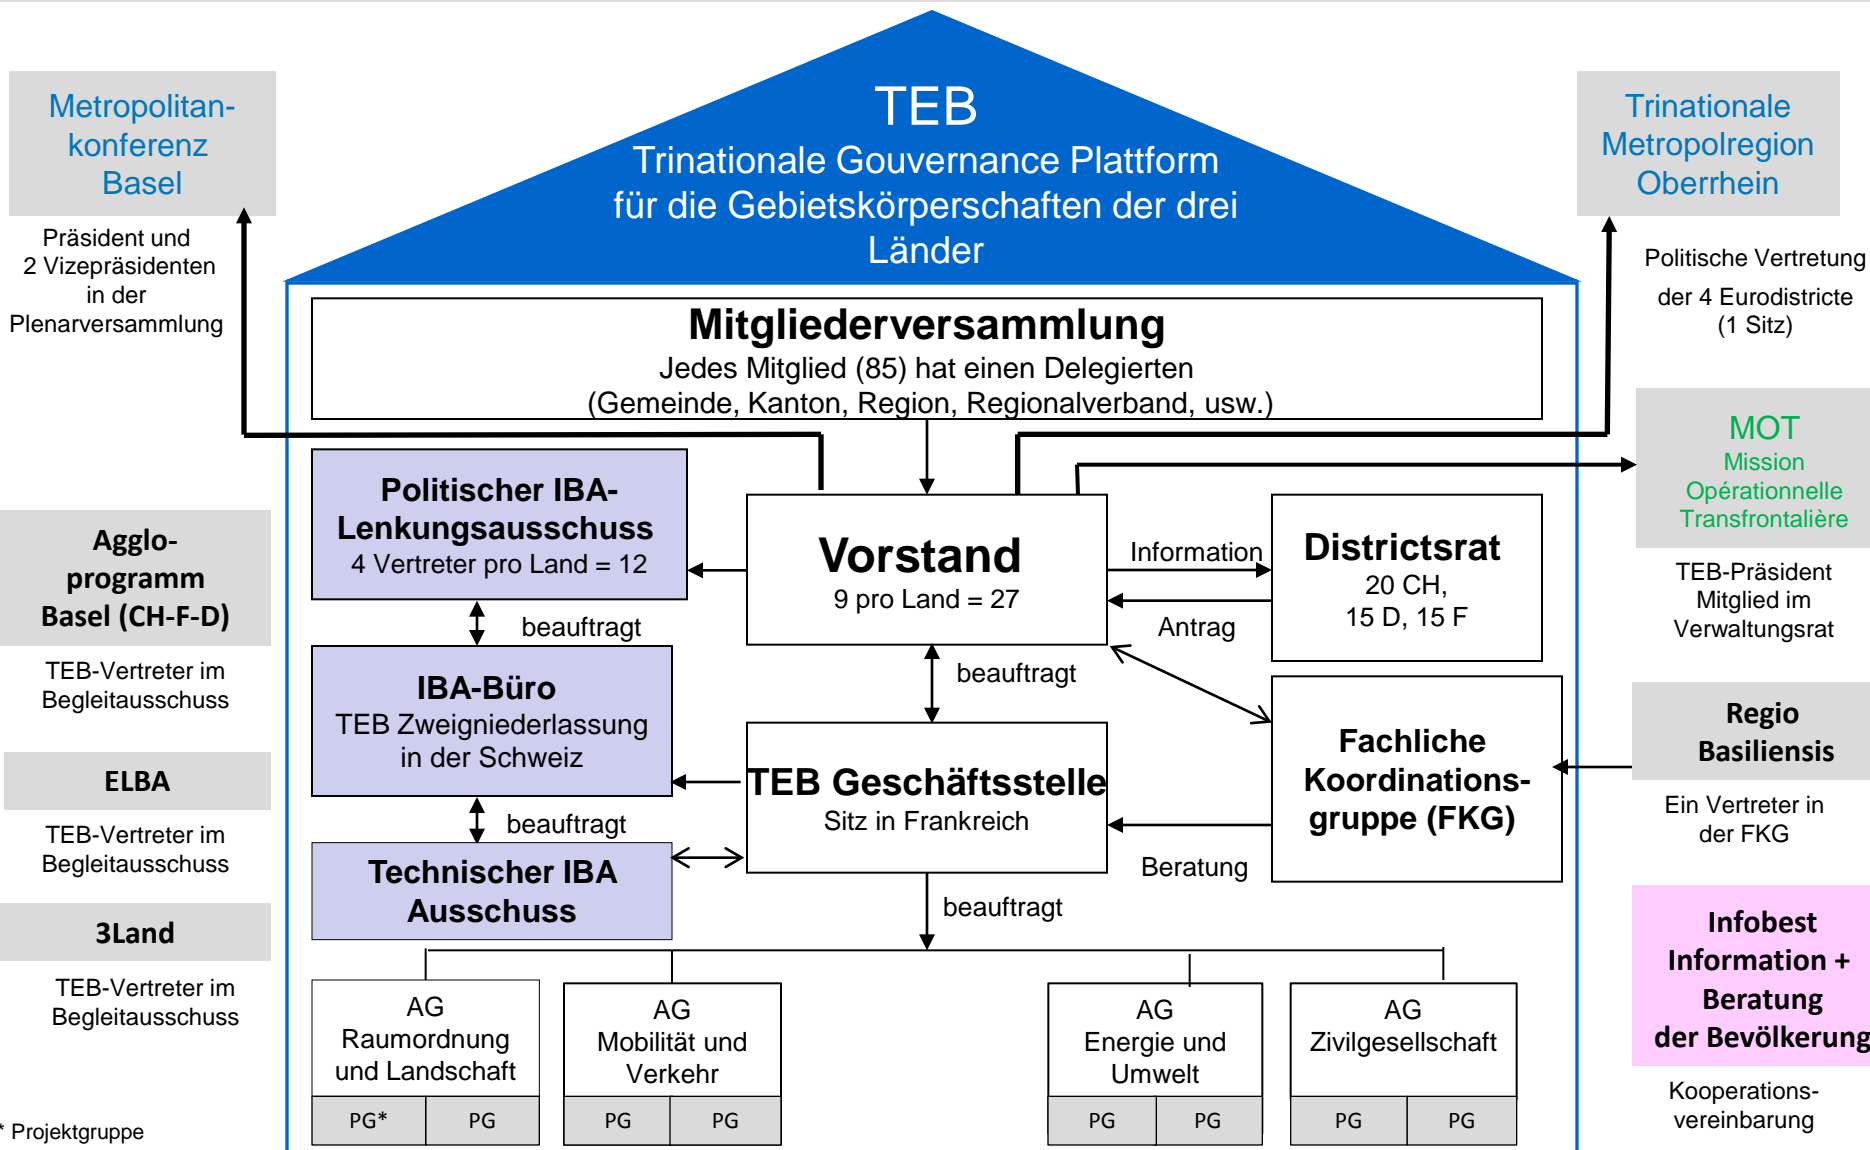 TEB
Trinationale Gouvernance Plattform
für die Gebietskörperschaften der drei
Länder
Metropolitan-
konferenz
Basel
Präsident und
2 Vizepräsidenten
in der
Plenarversammlung
Trinationale
Metropolregion
Oberrhein
Politische Vertretung
der 4 Eurodistricte
(1 Sitz)
Mitgliederversammlung
Jedes Mitglied (85) hat einen Delegierten
(Gemeinde, Kanton, Region, Regionalverband, usw.)
MOT
Mission
Opérationnelle
Transfrontalière
TEB-Präsident
Mitglied im
Verwaltungsrat
Politischer IBA-
Lenkungsausschuss
4 Vertreter pro Land = 12
Vorstand
9 pro Land = 27
Information
Antrag
Districtsrat
20 CH,
15 D, 15 F
Agglo-
programm
Basel (CH-F-D)
TEB-Vertreter im
Begleitausschuss
beauftragt
IBA-Büro
TEB Zweigniederlassung
in der Schweiz
beauftragt
TEB Geschäftsstelle
Sitz in Frankreich
Fachliche
Koordinations-
gruppe (FKG)
Regio
Basiliensis
Ein Vertreter in
der FKG
ELBA
TEB-Vertreter im
Begleitausschuss
beauftragt
Technischer IBA
Ausschuss
Beratung
beauftragt
3Land
TEB-Vertreter im
Begleitausschuss
Infobest
Information +
Beratung
der Bevölkerung
Kooperations-
vereinbarung
AG
Raumordnung
und Landschaft
PG*
PG
AG
Mobilität und
Verkehr
PG
PG
AG
Energie und
Umwelt
PG
PG
AG
Zivilgesellschaft
PG
PG
* Projektgruppe